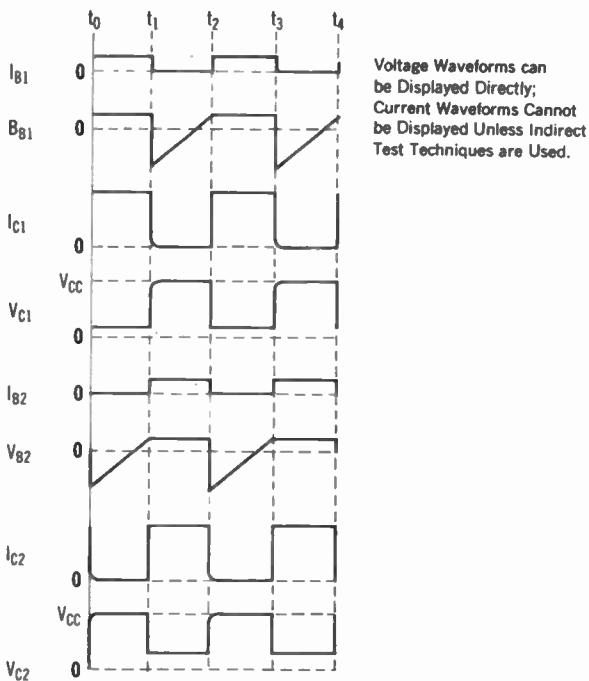 t0 t1 t2 t3 t4
IB1 0
BB1 0
IC1
0
VCC
VC1
0
IB2 0
VB2 0
IC2
0
VCC
VC2 0
Voltage Waveforms can
be Displayed Directly;
Current Waveforms Cannot
be Displayed Unless Indirect
Test Techniques are Used.